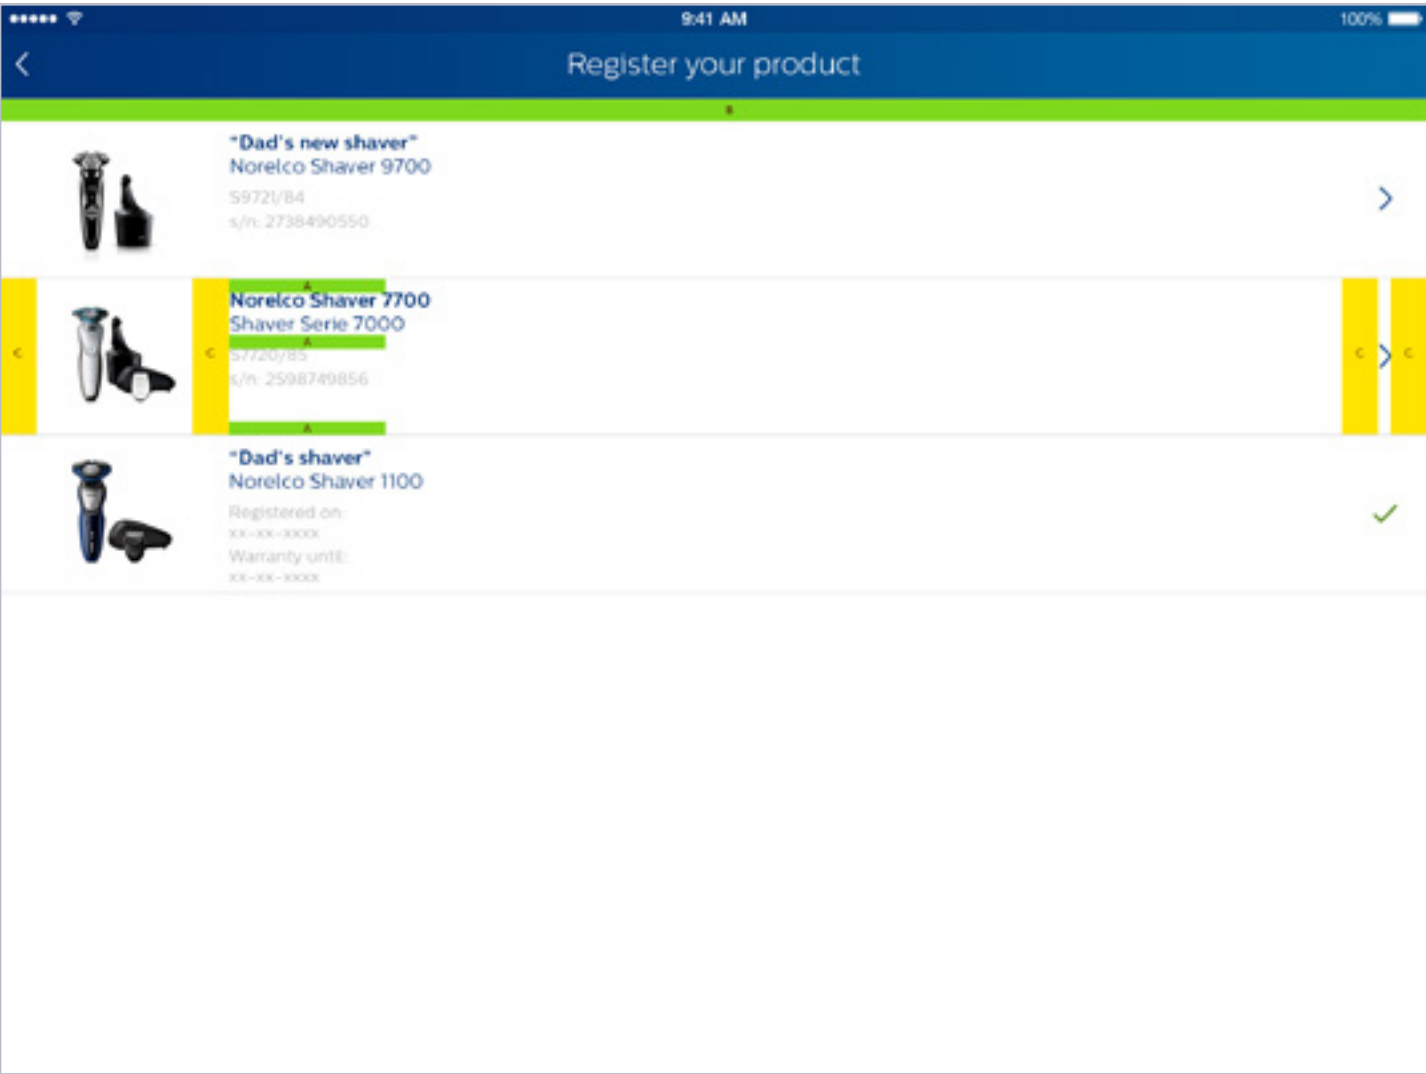 9:41 AM
100%
Register your product
B
"Dad's new shaver"
Norelco Shaver 9700
S9721/84
s/n: 2738490550
A
Norelco Shaver 7700
Shaver Serie 7000
A
C
C
S7720/85
C
C
s/n: 2598749856
A
"Dad's shaver"
Norelco Shaver 1100
Registered on:
xx-xx-xxxx
Warranty until:
xx-xx-xxxx